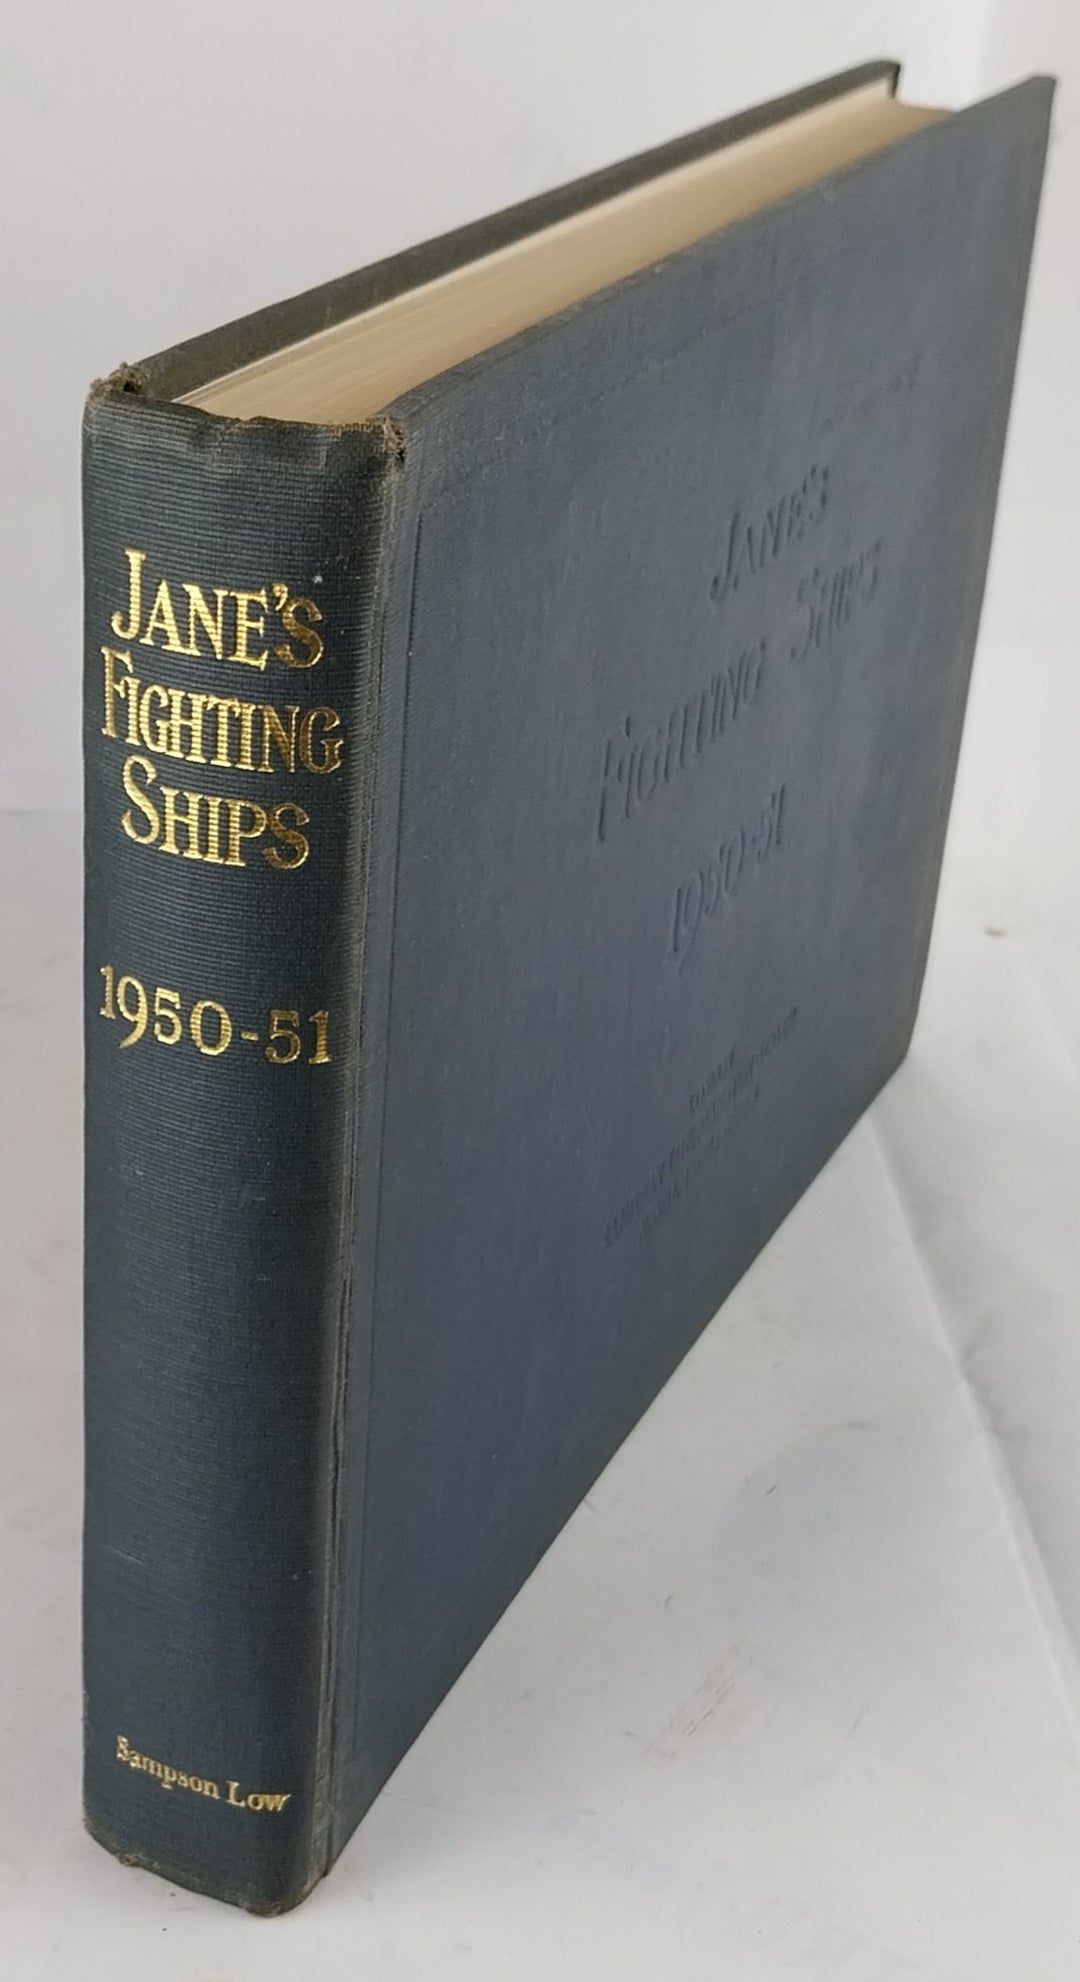 JANE'S
FIGHTING
SHIPS
1950-51
Sampson Low
JANE'S
FIGHTING SHIPS
1950-51